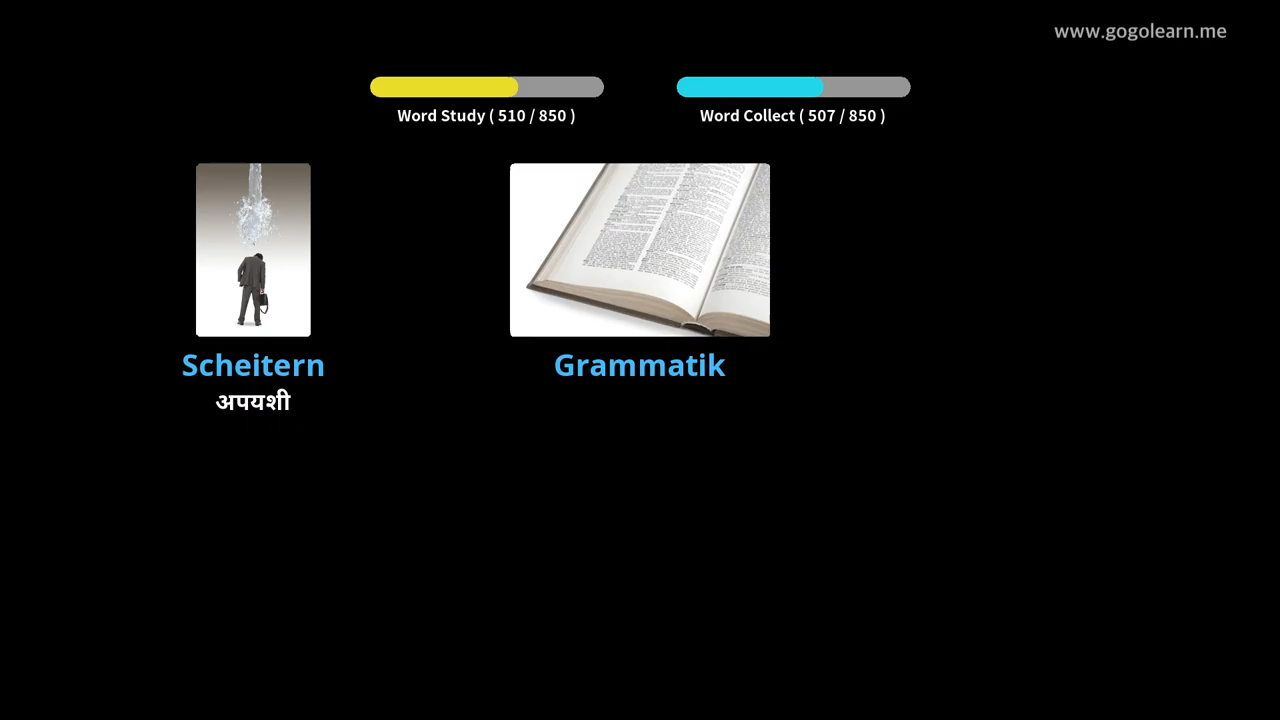 www.gogolearn.me
Word Study ( 510 / 850 )
Word Collect ( 507 / 850 )
Scheitern
अपयशी
Grammatik